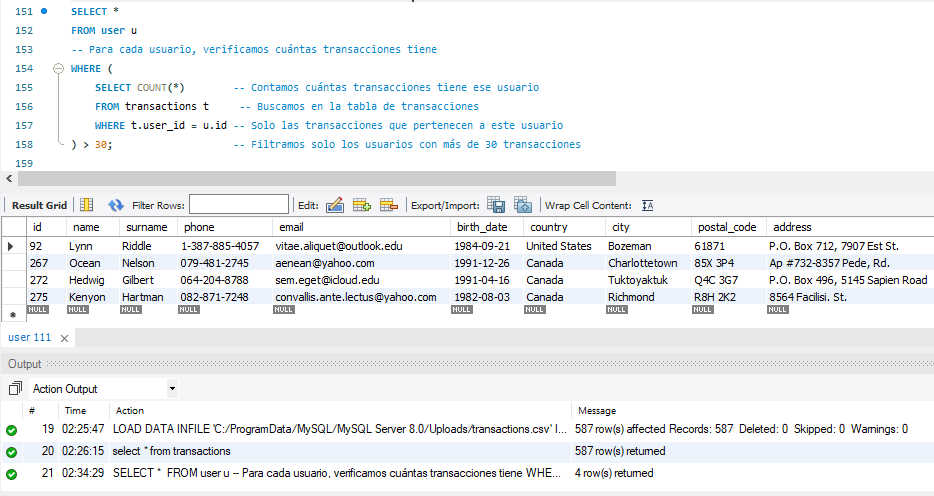 151 SELECT *
152 FROM user u
153 -- Para cada usuario, verificamos cuántas transacciones tiene
154 WHERE (
155 SELECT COUNT(*) -- Contamos cuántas transacciones tiene ese usuario
156 FROM transactions t -- Buscamos en la tabla de transacciones
157 WHERE t.user_id = u.id -- Solo las transacciones que pertenecen a este usuario
158 ) > 30; -- Filtramos solo los usuarios con más de 30 transacciones
159
Result Grid Filter Rows: Edit: Export/Import: Wrap Cell Content: IA
id name surname phone email birth_date country city postal_code address
92 Lynn Riddle 1-387-885-4057 vitae.aliquet@outlook.edu 1984-09-21 United States Bozeman 61871 P.O. Box 712, 7907 Est St.
267 Ocean Nelson 079-481-2745 aenean@yahoo.com 1991-12-26 Canada Charlottetown 85X 3P4 Ap #732-8357 Pede, Rd.
272 Hedwig Gilbert 064-204-8788 sem.eget@icloud.edu 1991-04-16 Canada Tuktoyaktuk Q4C 3G7 P.O. Box 496, 5145 Sapien Road
275 Kenyon Hartman 082-871-7248 convallis.ante.lectus@yahoo.com 1982-08-03 Canada Richmond R8H 2K2 8564 Facilisi. St.
NULL NULL NULL NULL NULL NULL NULL NULL NULL NULL
user 111
Output
Action Output
# Time Action Message
19 02:25:47 LOAD DATA INFILE 'C:/ProgramData/MySQL/MySQL Server 8.0/Uploads/transactions.csv' I... 587 row(s) affected Records: 587 Deleted: 0 Skipped: 0 Warnings: 0
20 02:26:15 select * from transactions 587 row(s) returned
21 02:34:29 SELECT * FROM user u -- Para cada usuario, verificamos cuántas transacciones tiene WHE... 4 row(s) returned